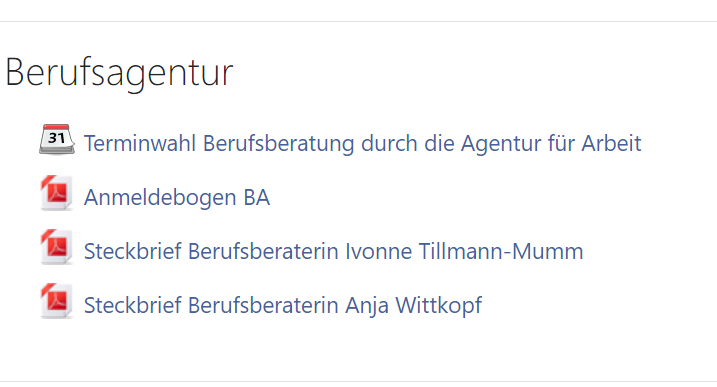 Berufsagentur
31
Terminwahl Berufsberatung durch die Agentur für Arbeit
Anmeldebogen BA
Steckbrief Berufsberaterin Ivonne Tillmann-Mumm
Steckbrief Berufsberaterin Anja Wittkopf